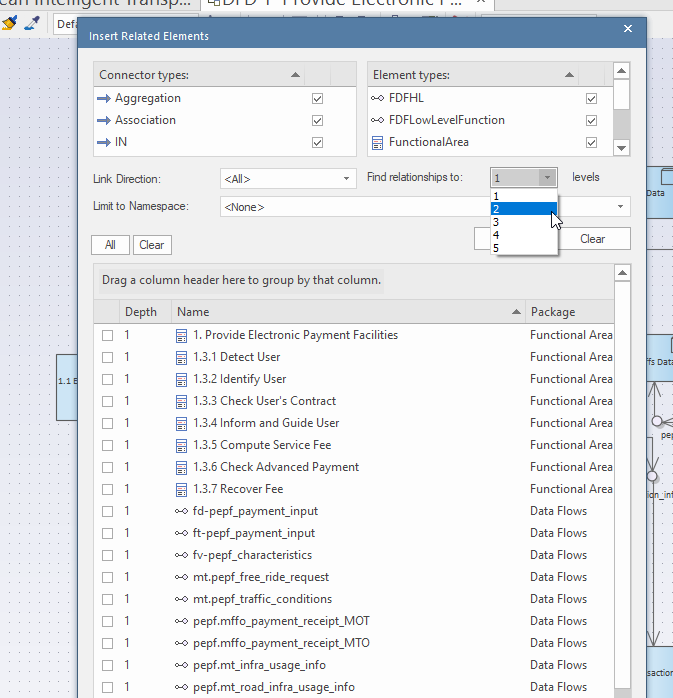 ean Intelligent Transp...
DFD 1- Provide Electronic P...
Defa
Insert Related Elements
Connector types:
Aggregation
Association
IN
Element types:
FDFHL
FDFLowLevelFunction
FunctionalArea
Link Direction:
<All>
Find relationships to:
1
levels
1
2
3
4
5
Limit to Namespace:
<None>
All
Clear
Clear
Drag a column header here to group by that column.
Depth Name Package
1 1. Provide Electronic Payment Facilities Functional Area
1 1.3.1 Detect User Functional Area
1 1.3.2 Identify User Functional Area
1 1.3.3 Check User's Contract Functional Area
1 1.3.4 Inform and Guide User Functional Area
1 1.3.5 Compute Service Fee Functional Area
1 1.3.6 Check Advanced Payment Functional Area
1 1.3.7 Recover Fee Functional Area
1 fd-pepf_payment_input Data Flows
1 ft-pepf_payment_input Data Flows
1 fv-pepf_characteristics Data Flows
1 mt.pepf_free_ride_request Data Flows
1 mt.pepf_traffic_conditions Data Flows
1 pepf.mffo_payment_receipt_MOT Data Flows
1 pepf.mffo_payment_receipt_MTO Data Flows
1 pepf.mt_infra_usage_info Data Flows
1 pepf.mt_road_infra_usage_info Data Flows
1.1 E
Data
ffs Data
pep
ion_inf
saction